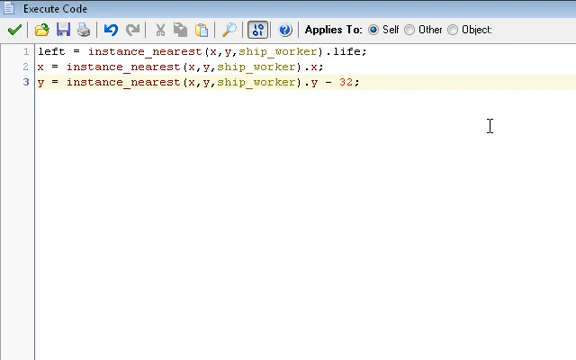 Execute Code
Applies To: Self Other Object:
1 left = instance_nearest(x,y,ship_worker).life;
2 x = instance_nearest(x,y,ship_worker).x;
3 y = instance_nearest(x,y,ship_worker).y - 32;